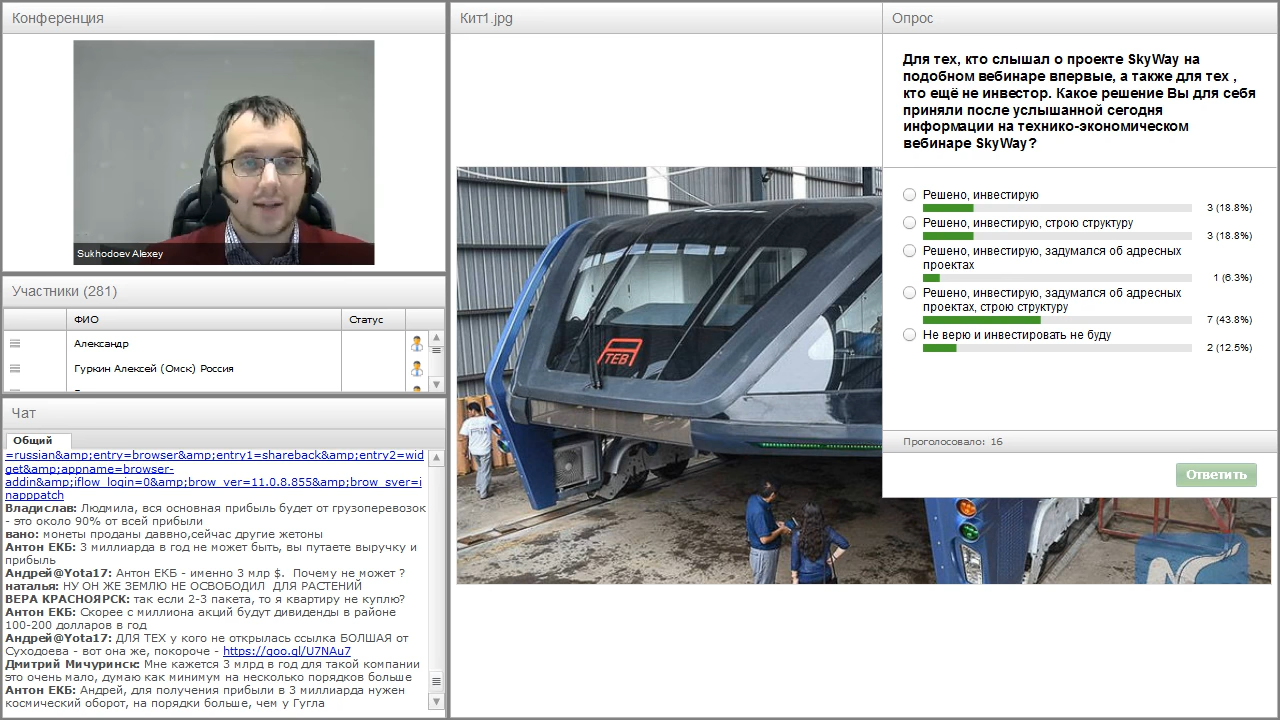 Конференция
Sukhodoev Alexey
Участники (281)
ФИО
Статус
Александр
Гуркин Алексей (Омск) Россия
Чат
Общий
=russian&amp;entry=browser&amp;entry1=shareback&amp;entry2=wid
get&amp;appname=browser-
addin&amp;iflow_login=0&amp;brow_ver=11.0.8.855&amp;brow_sver=i
napppatch
Владислав: Людмила, вся основная прибыль будет от грузоперевозок
- это около 90% от всей прибыли
вано: монеты проданы даввно,сейчас другие жетоны
Антон ЕКБ: 3 миллиарда в год не может быть, вы путаете выручку и
прибыль
Андрей@Yota17: Антон ЕКБ - именно 3 млр $.  Почему не может ?
наталья: НУ ОН ЖЕ ЗЕМЛЮ НЕ ОСВОБОДИЛ  ДЛЯ РАСТЕНИЙ
ВЕРА КРАСНОЯРСК: так если 2-3 пакета, то я квартиру не куплю?
Антон ЕКБ: Скорее с миллиона акций будут дивиденды в районе
100-200 долларов в год
Андрей@Yota17: ДЛЯ ТЕХ у кого не открылась ссылка БОЛШАЯ от
Суходоева - вот она же, покороче - https://goo.gl/U7NAu7
Дмитрий Мичуринск: Мне кажется 3 млрд в год для такой компании
это очень мало, думаю как минимум на несколько порядков больше
Антон ЕКБ: Андрей, для получения прибыли в 3 миллиарда нужен
космический оборот, на порядки больше, чем у Гугла
Кит1.jpg
TEB
Опрос
Для тех, кто слышал о проекте SkyWay на
подобном вебинаре впервые, а также для тех ,
кто ещё не инвестор. Какое решение Вы для себя
приняли после услышанной сегодня
информации на технико-экономическом
вебинаре SkyWay?
Решено, инвестирую
3 (18.8%)
Решено, инвестирую, строю структуру
3 (18.8%)
Решено, инвестирую, задумался об адресных
проектах
1 (6.3%)
Решено, инвестирую, задумался об адресных
проектах, строю структуру
7 (43.8%)
Не верю и инвестировать не буду
2 (12.5%)
Проголосовало: 16
Ответить